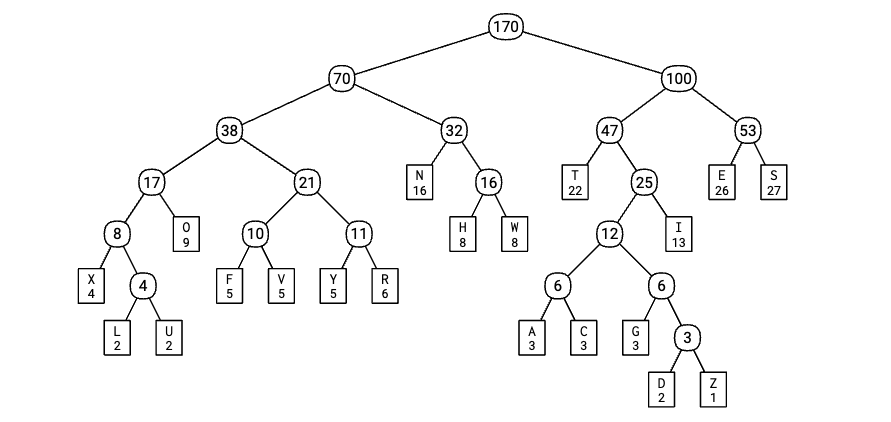 170
70 100
38 32 47 53
17 21 N 16 16 T 22 25 E 26 S 27
8 O 9 10 11 H 8 W 8 12 I 13
X 4 4 F 5 V 5 Y 5 R 6 6 6
L 2 U 2 A 3 C 3 G 3 3
D 2 Z 1